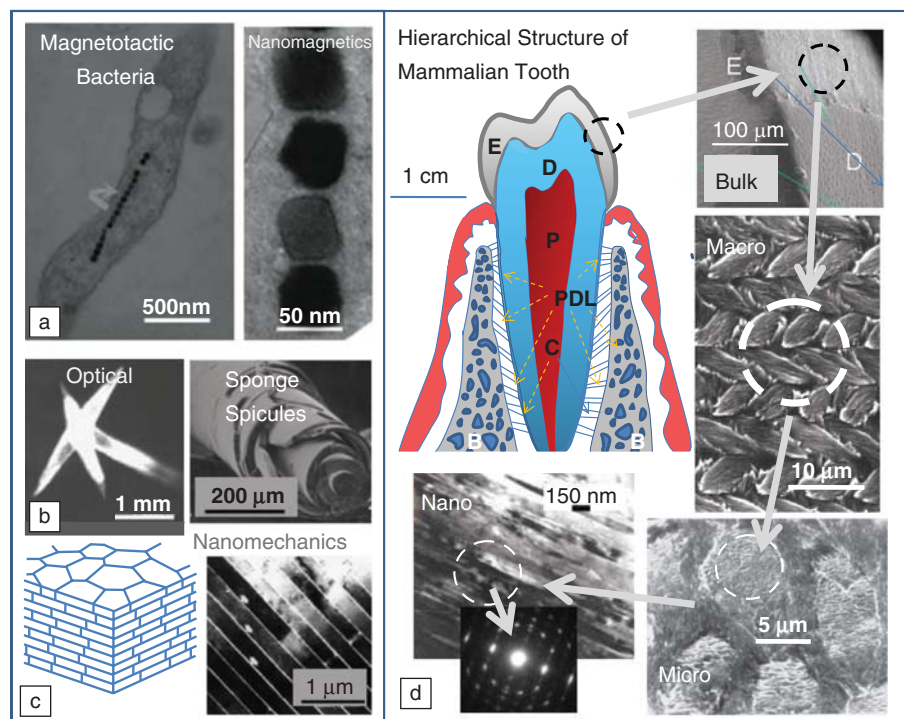 Magnetotactic
Bacteria
500nm
a
Nanomagnetics
50 nm
Optical
1 mm
b
Sponge
Spicules
200 μm
Nanomechanics
1 μm
c
Hierarchical Structure of
Mammalian Tooth
1 cm
E
D
P
PDL
C
B
B
E
100 μm
D
Bulk
Macro
10 μm
5 μm
Micro
Nano
150 nm
d